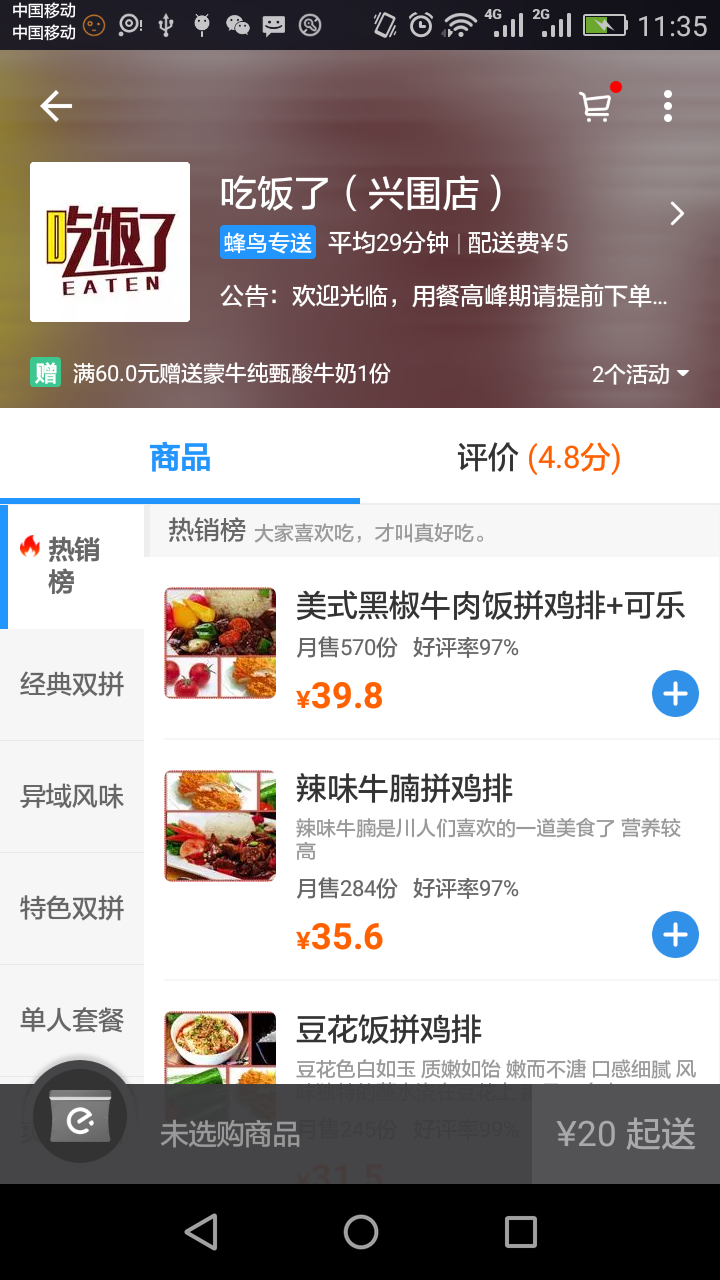 中国移动
中国移动
4G
2G
11:35
吃饭了
EATEN
吃饭了（兴围店）
蜂鸟专送 平均29分钟 | 配送费¥5
公告：欢迎光临，用餐高峰期请提前下单...
赠 满60.0元赠送蒙牛纯甄酸牛奶1份
2个活动
商品
评价 (4.8分)
热销
榜
经典双拼
异域风味
特色双拼
单人套餐
热销榜 大家喜欢吃，才叫真好吃。
美式黑椒牛肉饭拼鸡排+可乐
月售570份 好评率97%
¥39.8
辣味牛腩拼鸡排
辣味牛腩是川人们喜欢的一道美食了 营养较
高
月售284份 好评率97%
¥35.6
豆花饭拼鸡排
豆花色白如玉 质嫩如饴 嫩而不溏 口感细腻 风
月售245份 好评率99%
¥31.5
未选购商品
¥20 起送